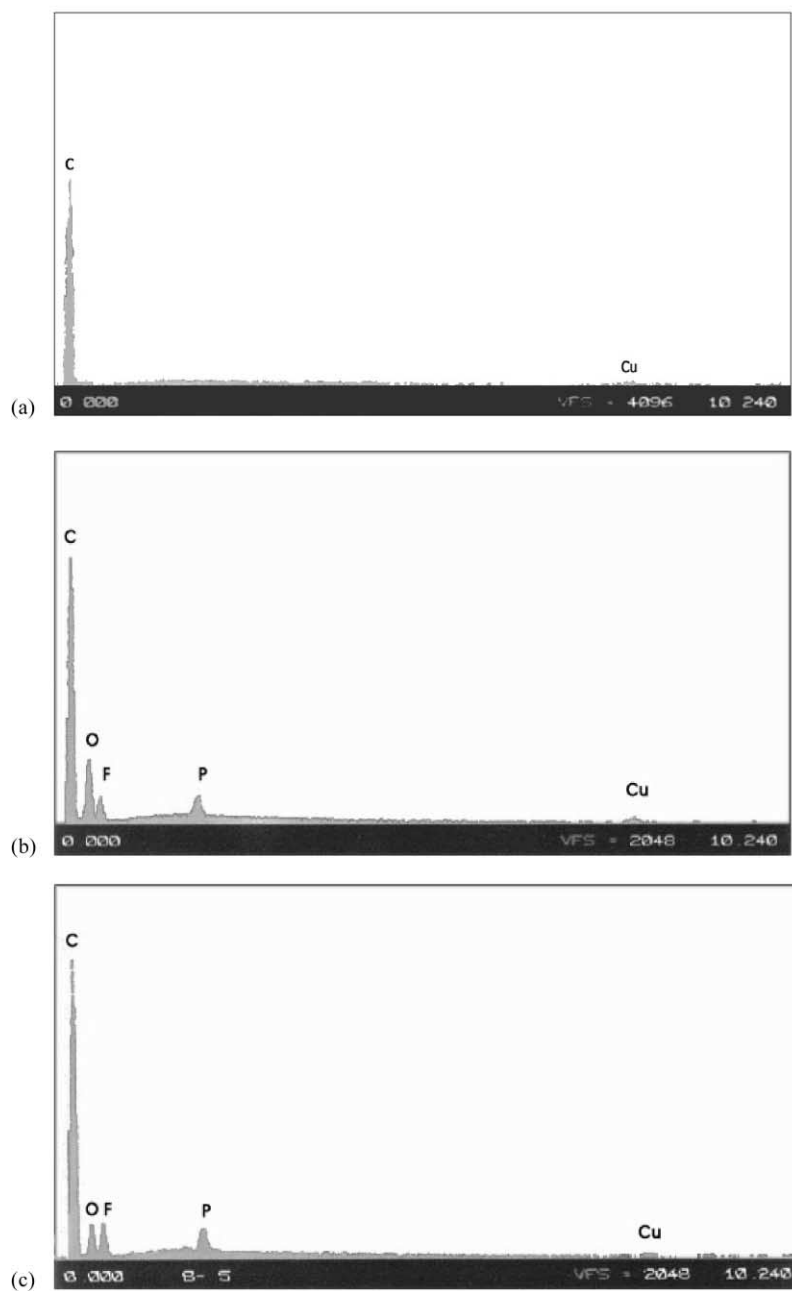 C
Cu
(a)
0 000 VFS = 4096 10 240
C
O
F P
Cu
(b)
0 000 VFS = 2048 10.240
C
O F P
Cu
(c)
0.000 8- 5 VFS = 2048 10.240